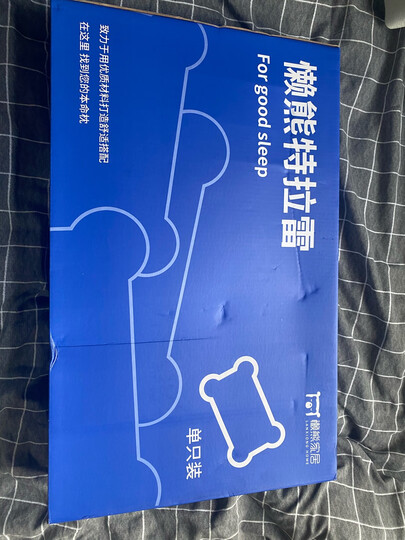 懒熊特拉雷
For good sleep
致力于用优质材料打造舒适搭配
在这里 找到您的本命枕
单只装
懒熊家居